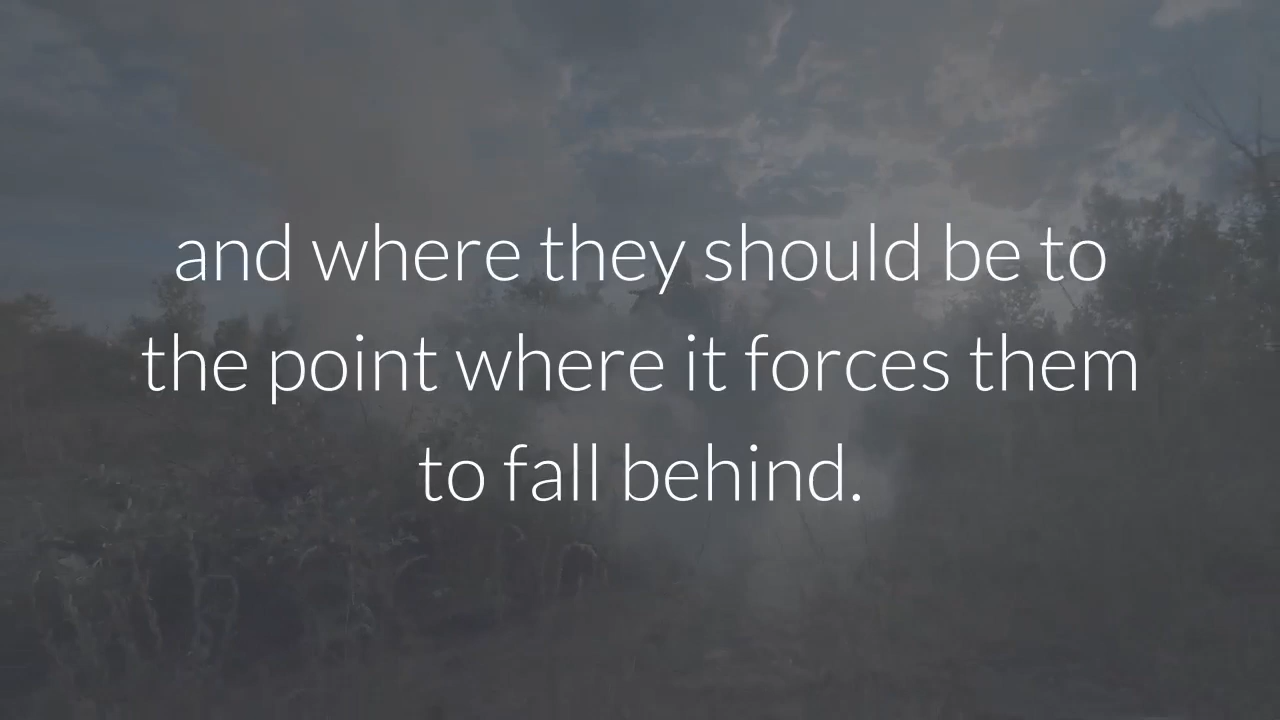 and where they should be to
the point where it forces them
to fall behind.